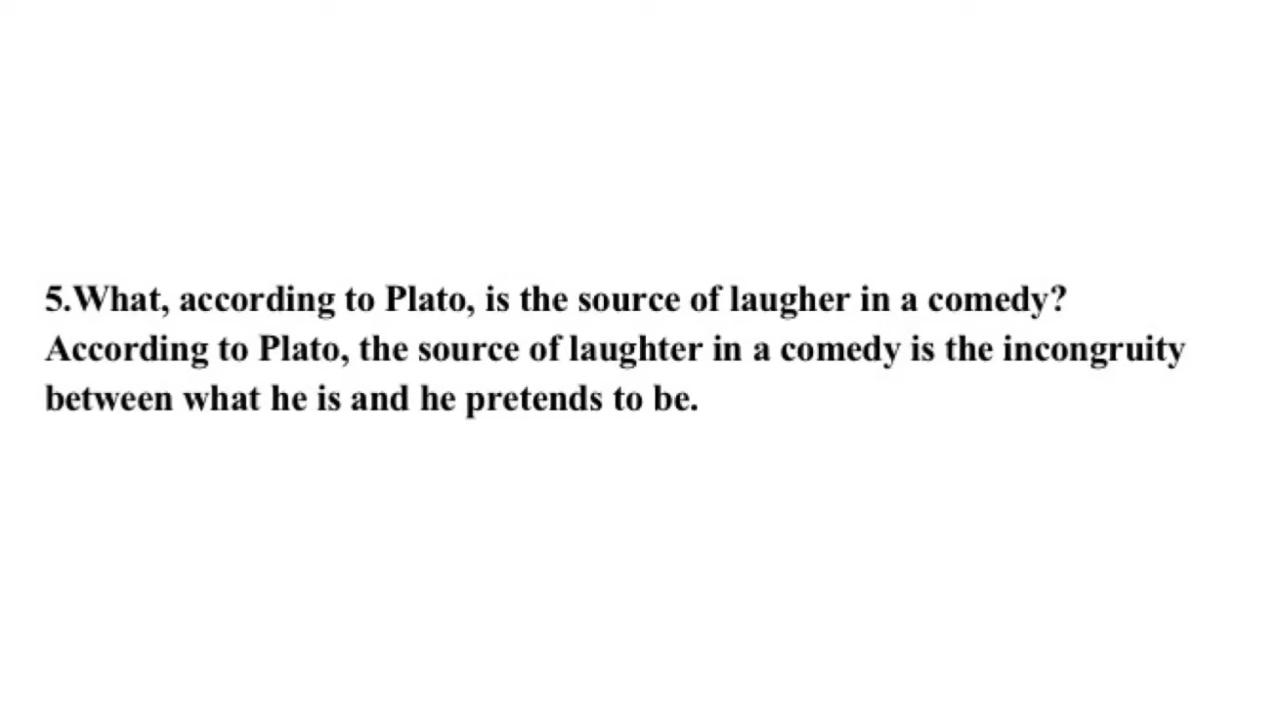 5.What, according to Plato, is the source of laugher in a comedy?
According to Plato, the source of laughter in a comedy is the incongruity
between what he is and he pretends to be.